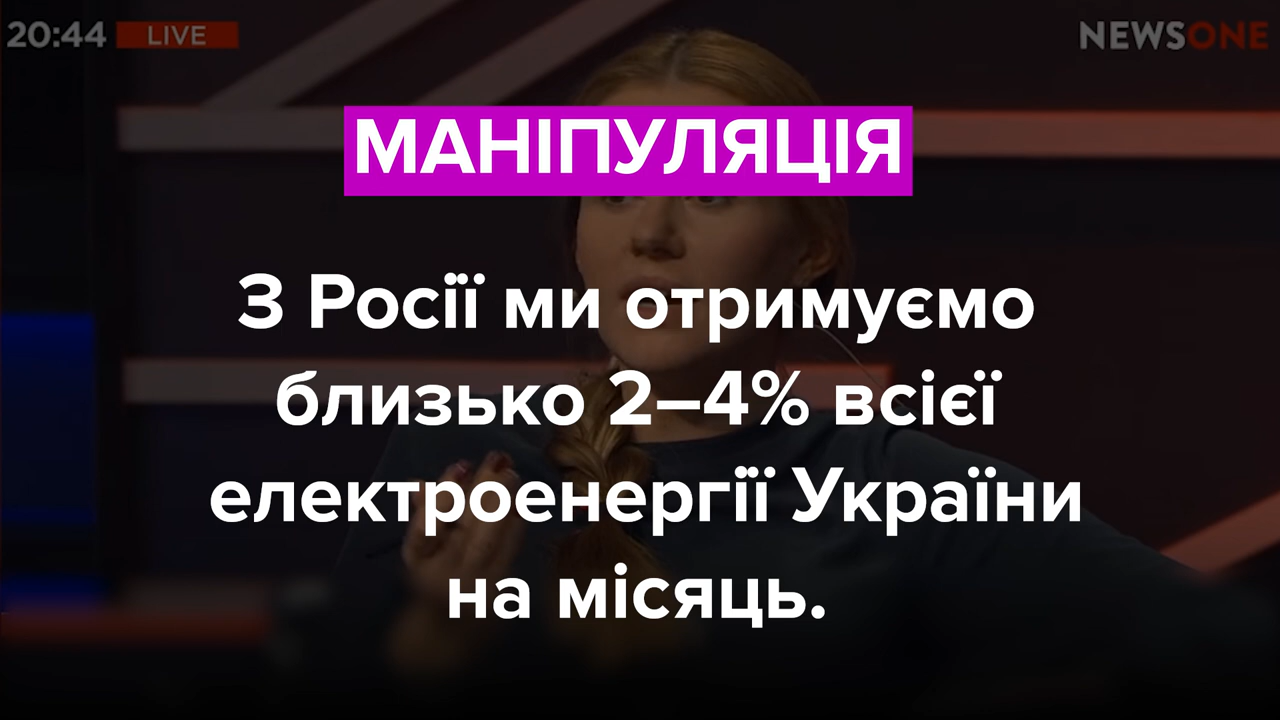 20:44 LIVE NEWSONE
МАНІПУЛЯЦІЯ
З Росії ми отримуємо
близько 2–4% всієї
електроенергії України
на місяць.